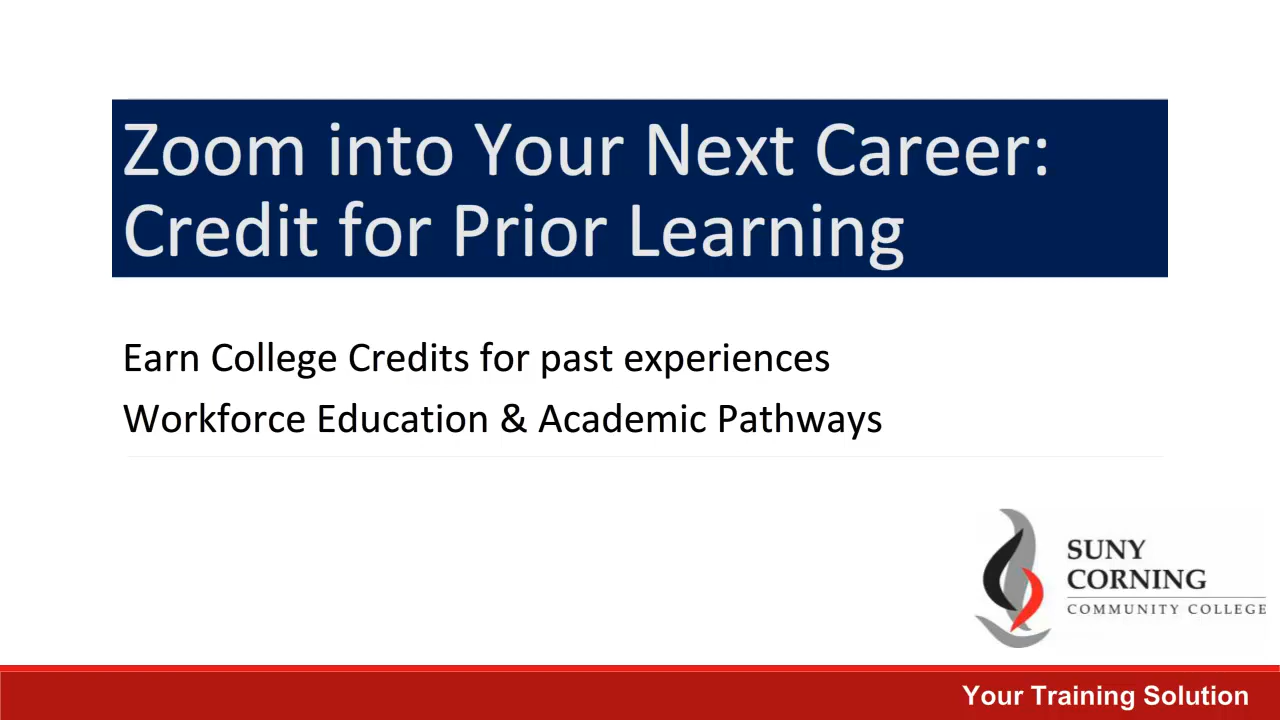 Zoom into Your Next Career:
Credit for Prior Learning
Earn College Credits for past experiences
Workforce Education & Academic Pathways
SUNY
CORNING
COMMUNITY COLLEGE
Your Training Solution